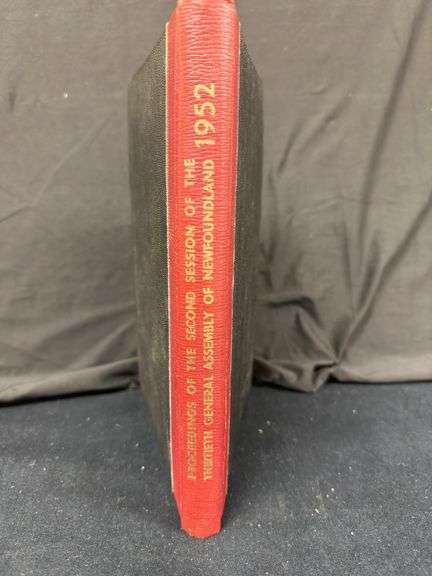 PROCEEDINGS OF THE SECOND SESSION OF THE
THIRTIETH GENERAL ASSEMBLY OF NEWFOUNDLAND
1952